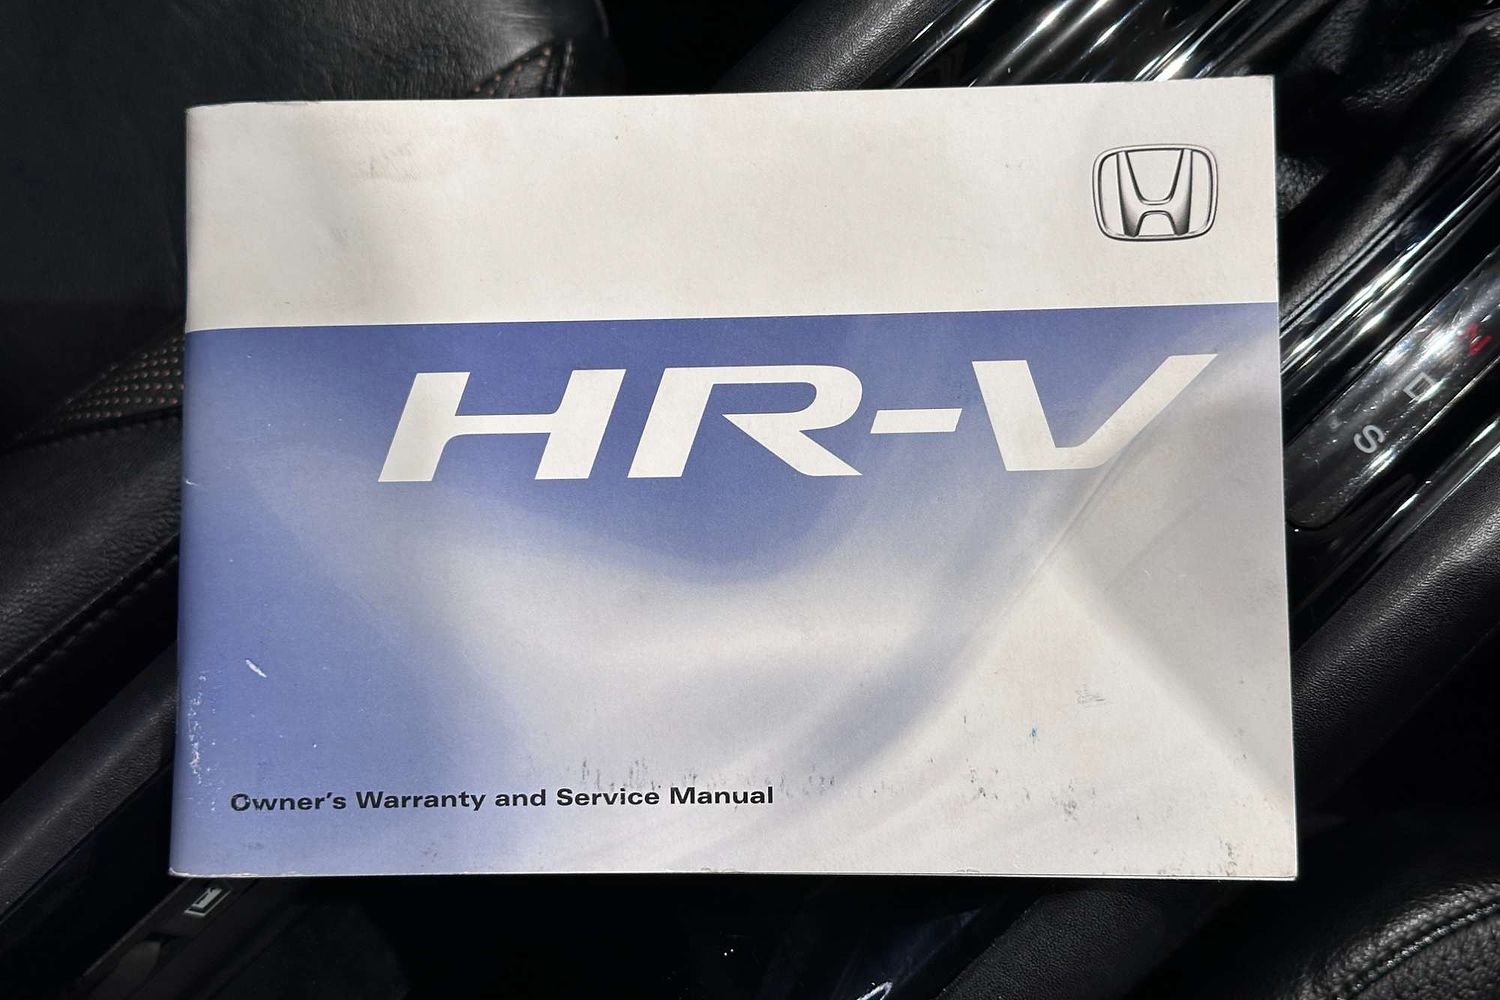 HR-V
Owner's Warranty and Service Manual
D
S